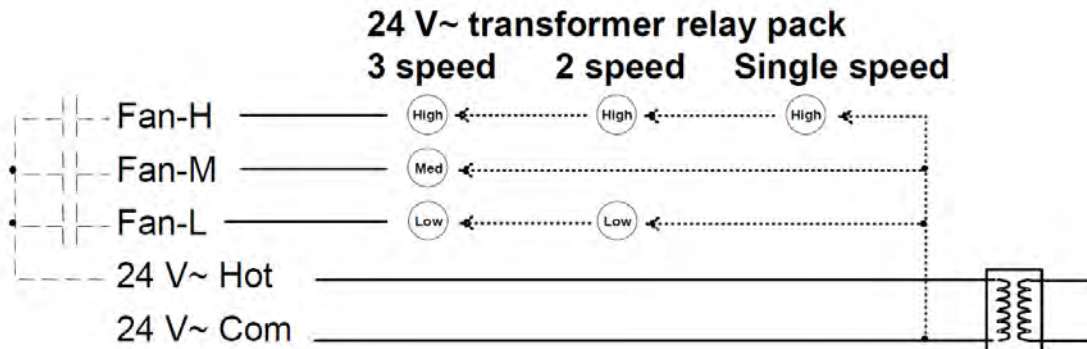 24 V~ transformer relay pack
3 speed 2 speed Single speed
Fan-H High High High
Fan-M Med
Fan-L Low Low
24 V~ Hot
24 V~ Com